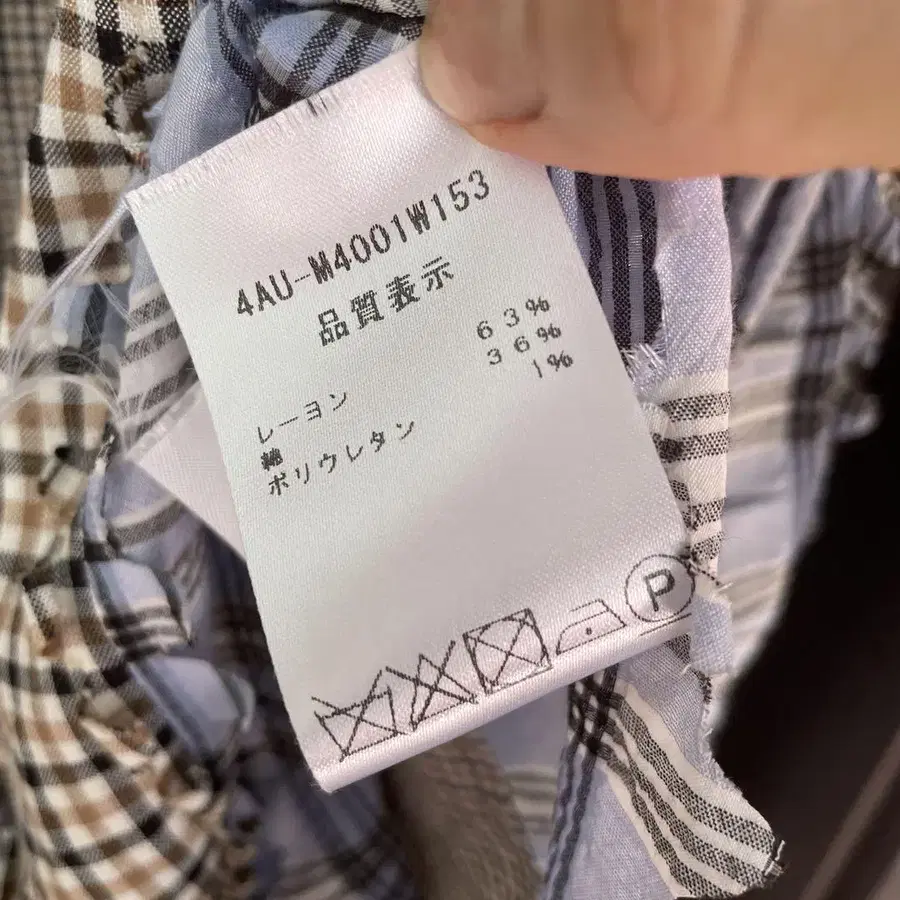 4AU-M4001W153
品質表示
レーヨン 63%
綿 36%
ポリウレタン 1%
P